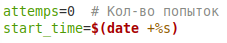 attemps=0  # Кол-во попыток
start_time=$(date +%s)